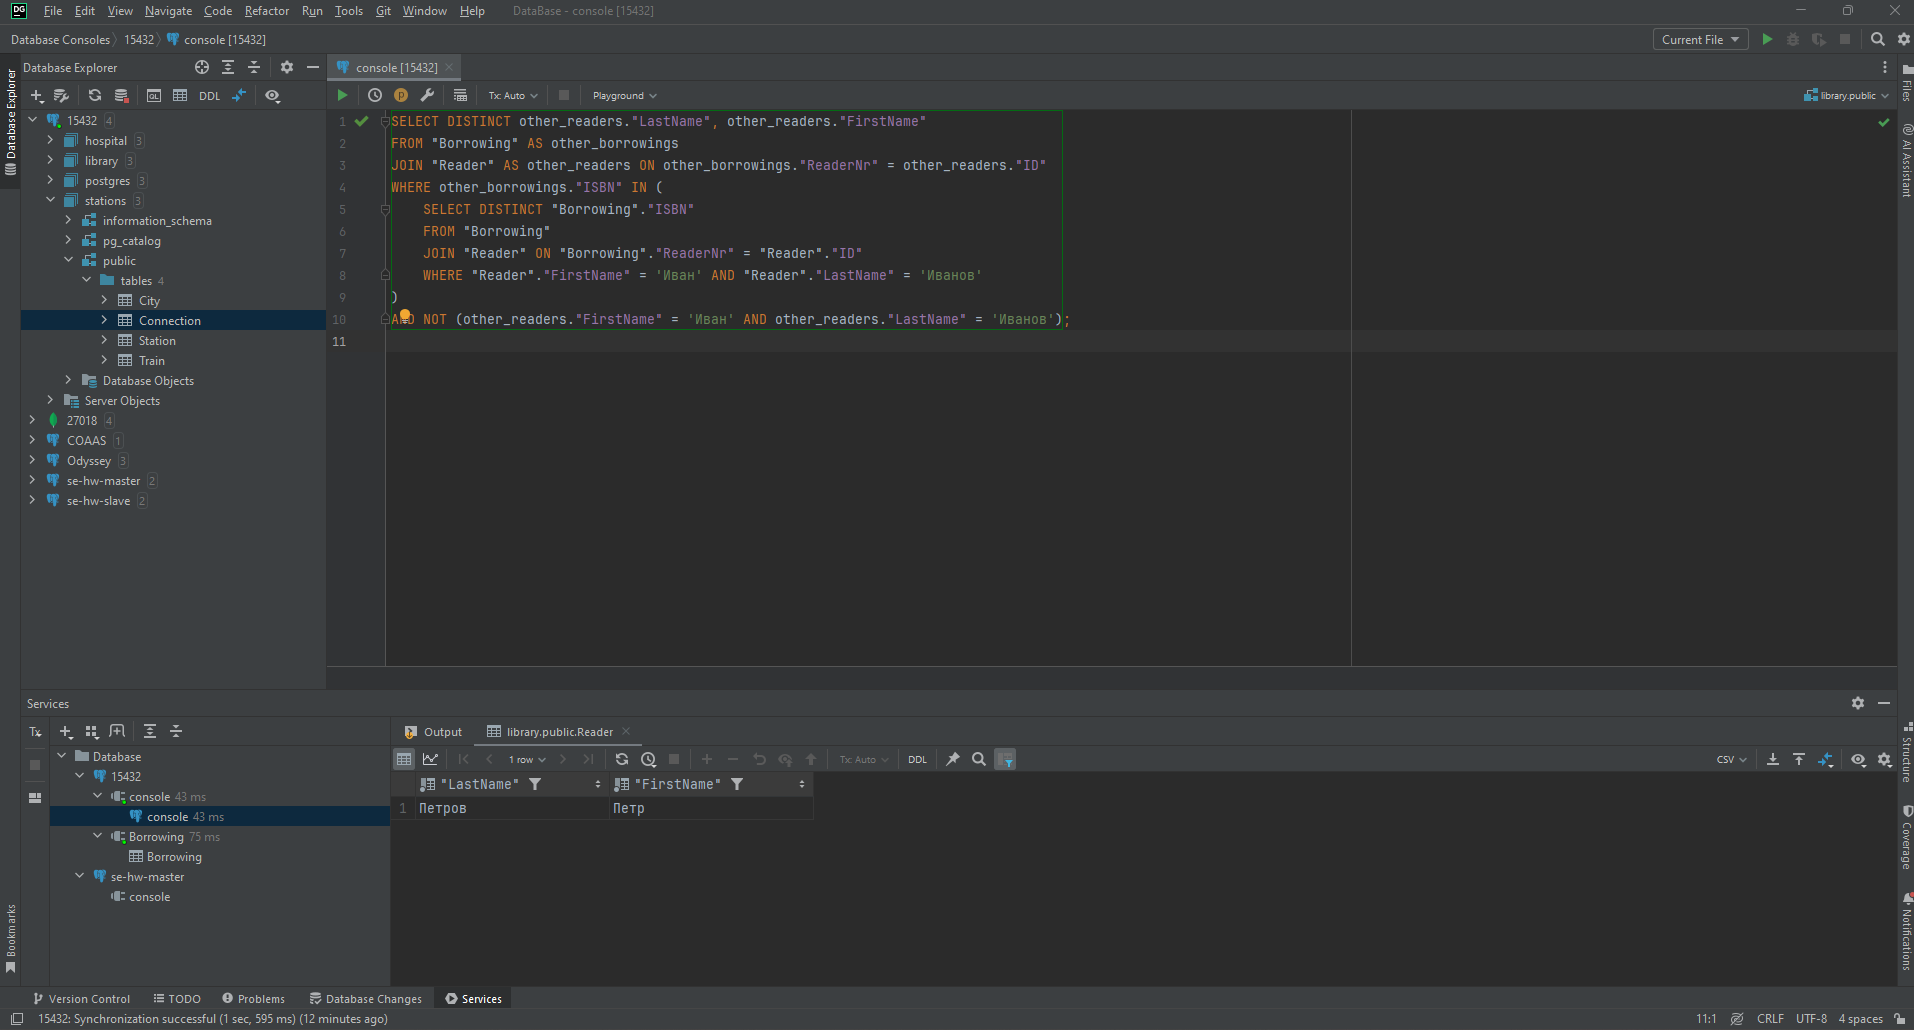 DG File Edit View Navigate Code Refactor Run Tools Git Window Help DataBase - console [15432]
Database Consoles 15432 console [15432] Current File
Database Explorer
console [15432]
DDL
Tx: Auto Playground library.public
15432 4
hospital 3
library 3
postgres 3
stations 3
information_schema
pg_catalog
public
tables 4
City
Connection
Station
Train
Database Objects
Server Objects
27018 4
COAAS 1
Odyssey 3
se-hw-master 2
se-hw-slave 2
1 SELECT DISTINCT other_readers."LastName", other_readers."FirstName"
2 FROM "Borrowing" AS other_borrowings
3 JOIN "Reader" AS other_readers ON other_borrowings."ReaderNr" = other_readers."ID"
4 WHERE other_borrowings."ISBN" IN (
5 SELECT DISTINCT "Borrowing"."ISBN"
6 FROM "Borrowing"
7 JOIN "Reader" ON "Borrowing"."ReaderNr" = "Reader"."ID"
8 WHERE "Reader"."FirstName" = 'Иван' AND "Reader"."LastName" = 'Иванов'
9 )
10 AND NOT (other_readers."FirstName" = 'Иван' AND other_readers."LastName" = 'Иванов');
11
Database Explorer
Bookmarks
Files
AI Assistant
Structure
Coverage
Notifications
Services
Tx
Database
15432
console 43 ms
console 43 ms
Borrowing 75 ms
Borrowing
se-hw-master
console
Output library.public.Reader
1 row Tx: Auto DDL CSV
"LastName" "FirstName"
1 Петров Петр
Version Control TODO Problems Database Changes Services
15432: Synchronization successful (1 sec, 595 ms) (12 minutes ago) 11:1 CRLF UTF-8 4 spaces